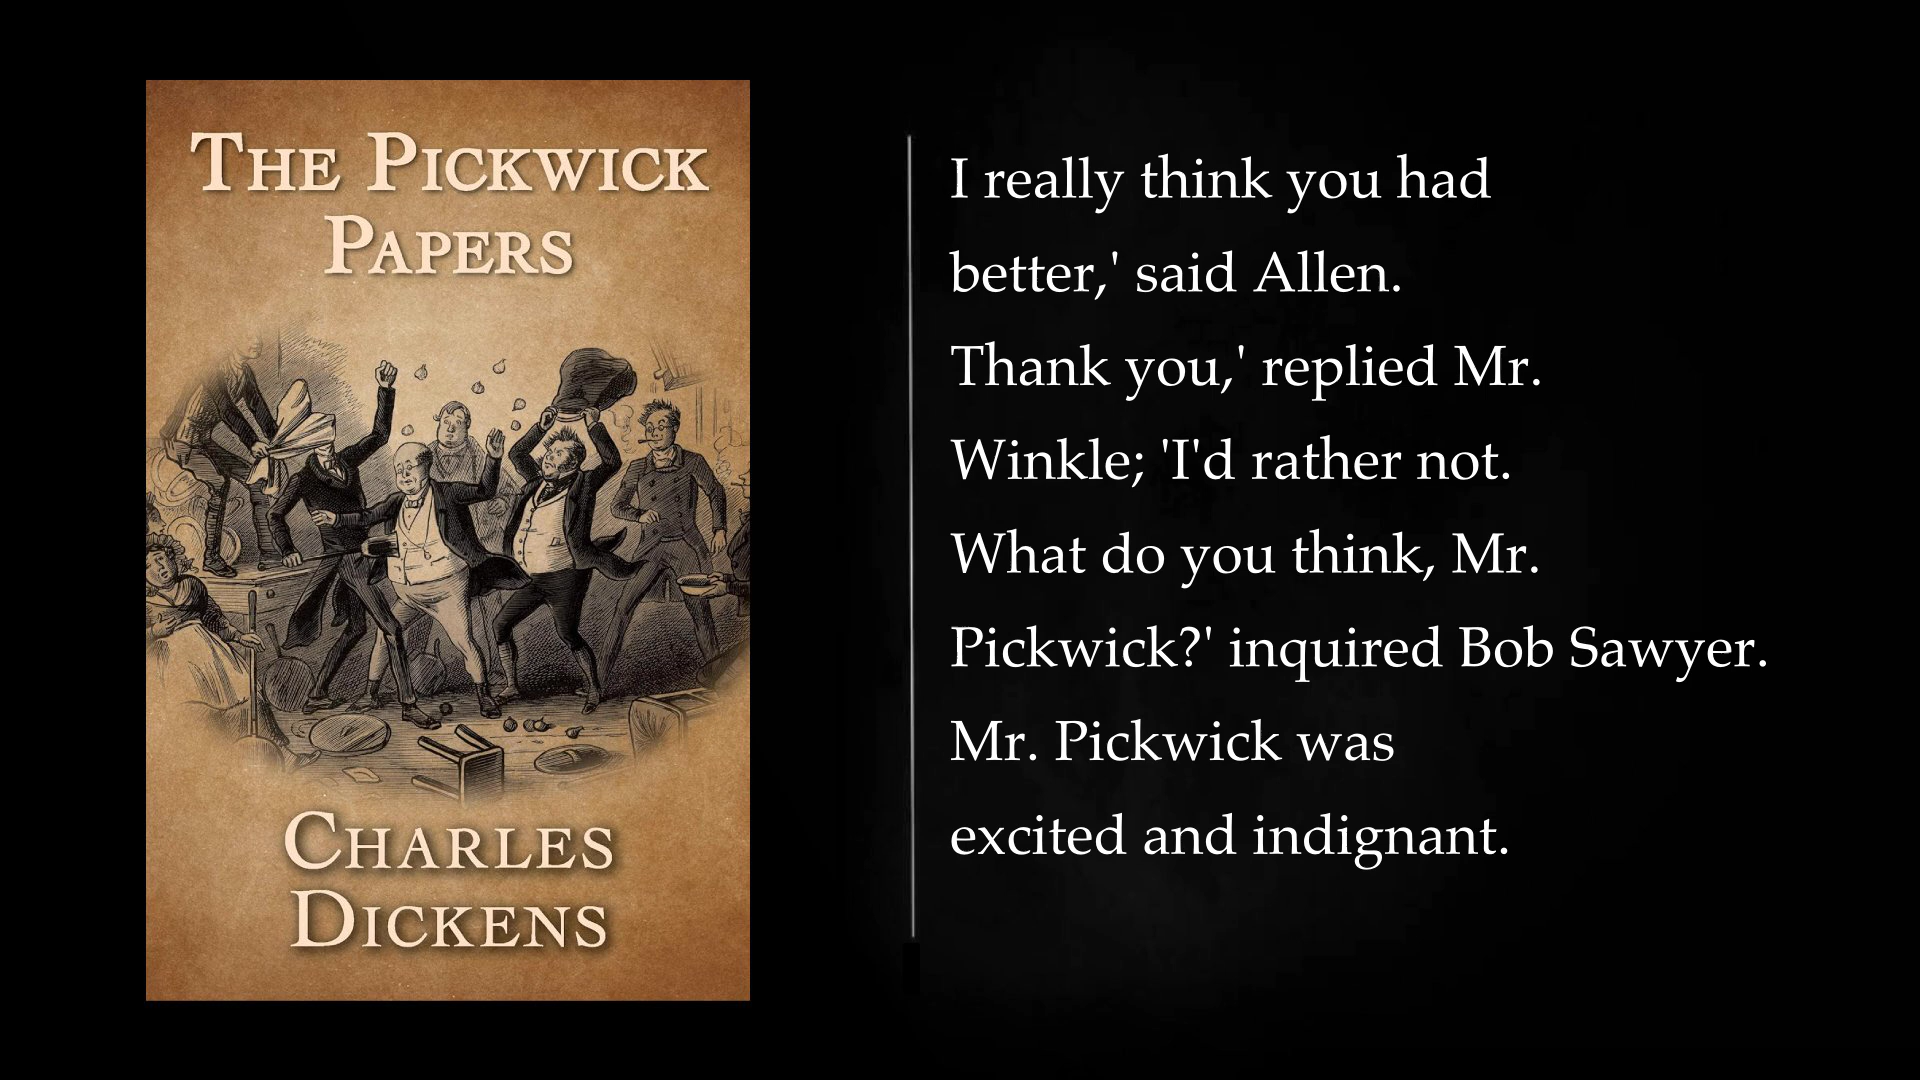 The Pickwick
Papers
Charles
Dickens
I really think you had
better,' said Allen.
Thank you,' replied Mr.
Winkle; 'I'd rather not.
What do you think, Mr.
Pickwick?' inquired Bob Sawyer.
Mr. Pickwick was
excited and indignant.